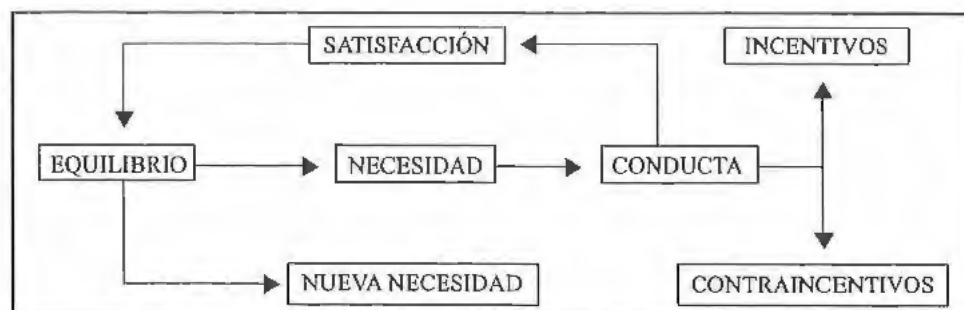 SATISFACCIÓN
INCENTIVOS
EQUILIBRIO
NECESIDAD
CONDUCTA
NUEVA NECESIDAD
CONTRAINCENTIVOS